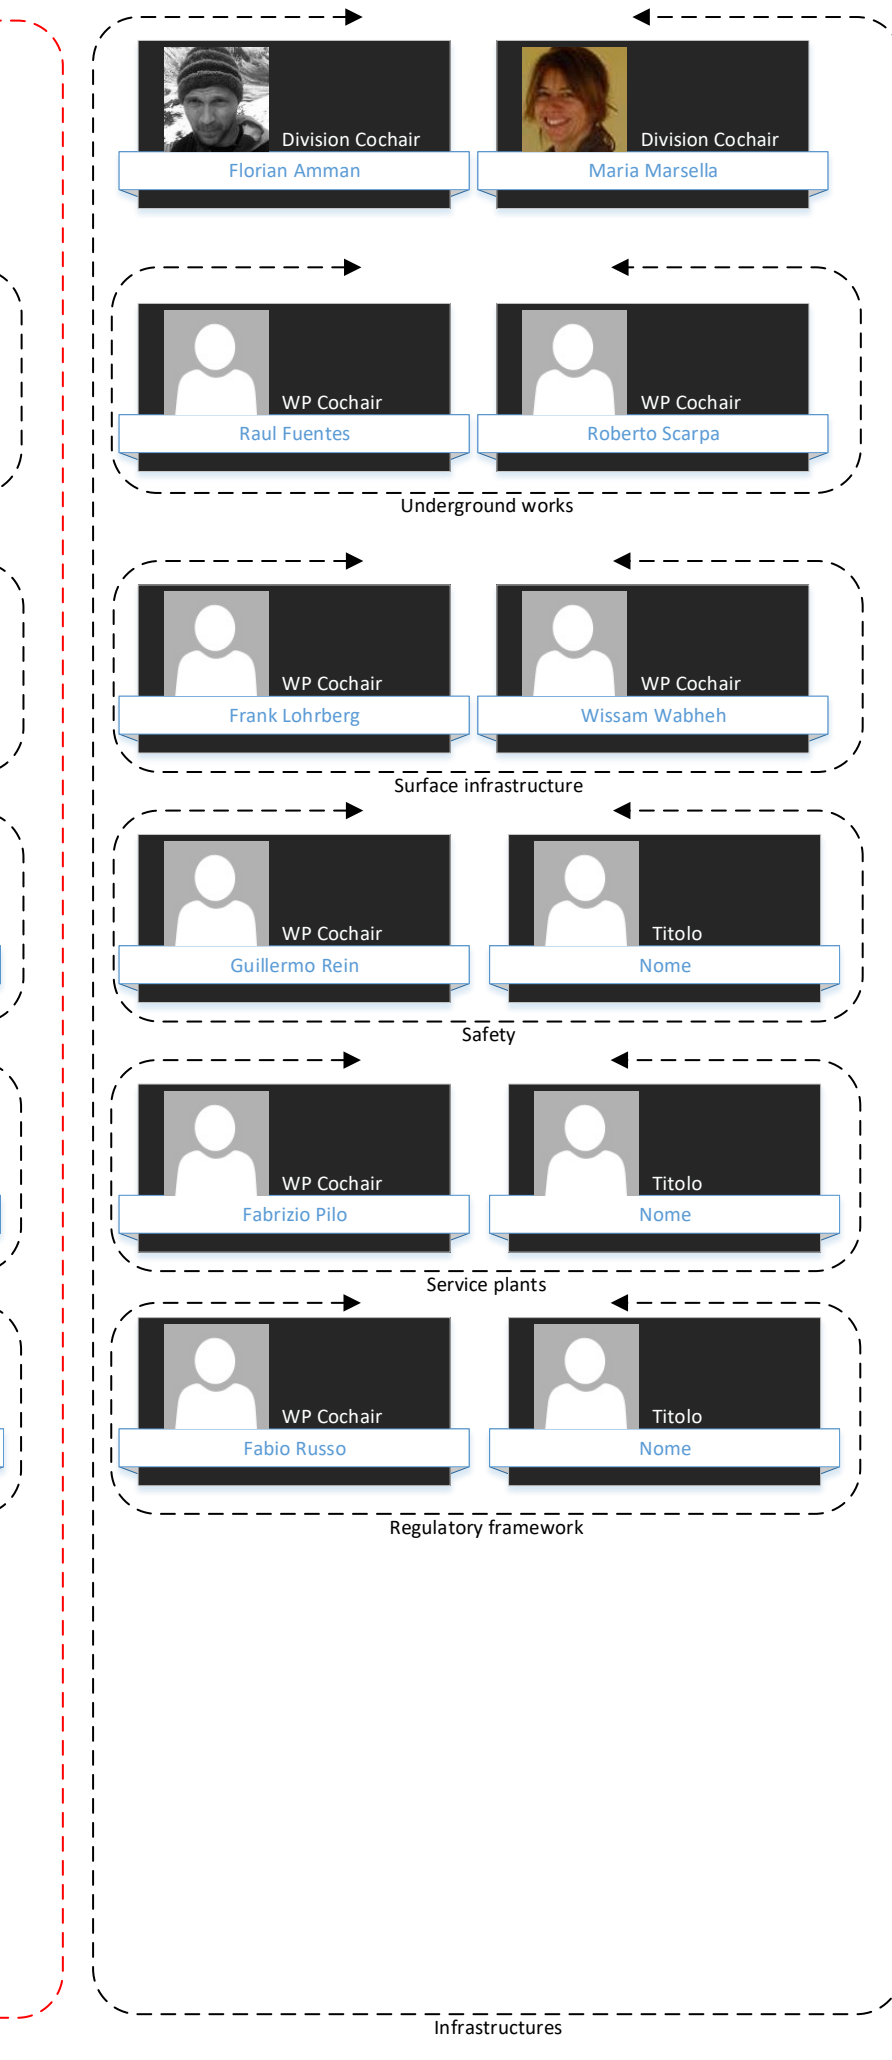 Division Cochair
Division Cochair
Florian Amman
Maria Marsella
WP Cochair
WP Cochair
Raul Fuentes
Roberto Scarpa
Underground works
WP Cochair
WP Cochair
Frank Lohrberg
Wissam Wabheh
Surface infrastructure
WP Cochair
Titolo
Guillermo Rein
Nome
Safety
WP Cochair
Titolo
Fabrizio Pilo
Nome
Service plants
WP Cochair
Titolo
Fabio Russo
Nome
Regulatory framework
Infrastructures